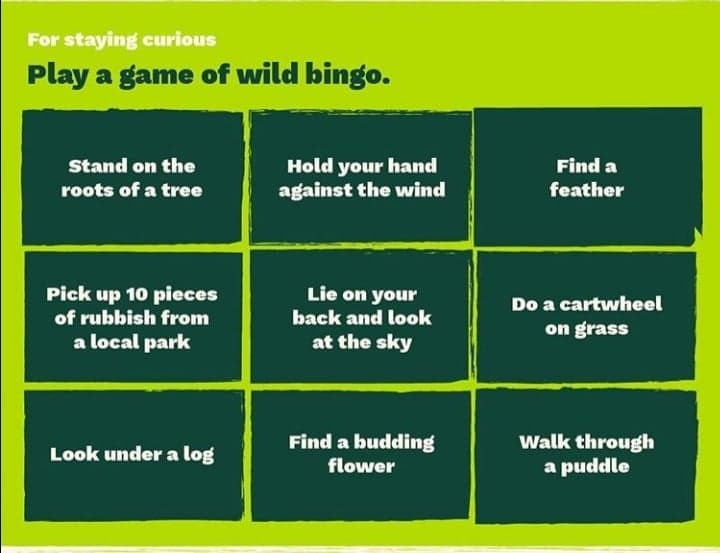 For staying curious
Play a game of wild bingo.
Stand on the
roots of a tree
Hold your hand
against the wind
Find a
feather
Pick up 10 pieces
of rubbish from
a local park
Lie on your
back and look
at the sky
Do a cartwheel
on grass
Look under a log
Find a budding
flower
Walk through
a puddle